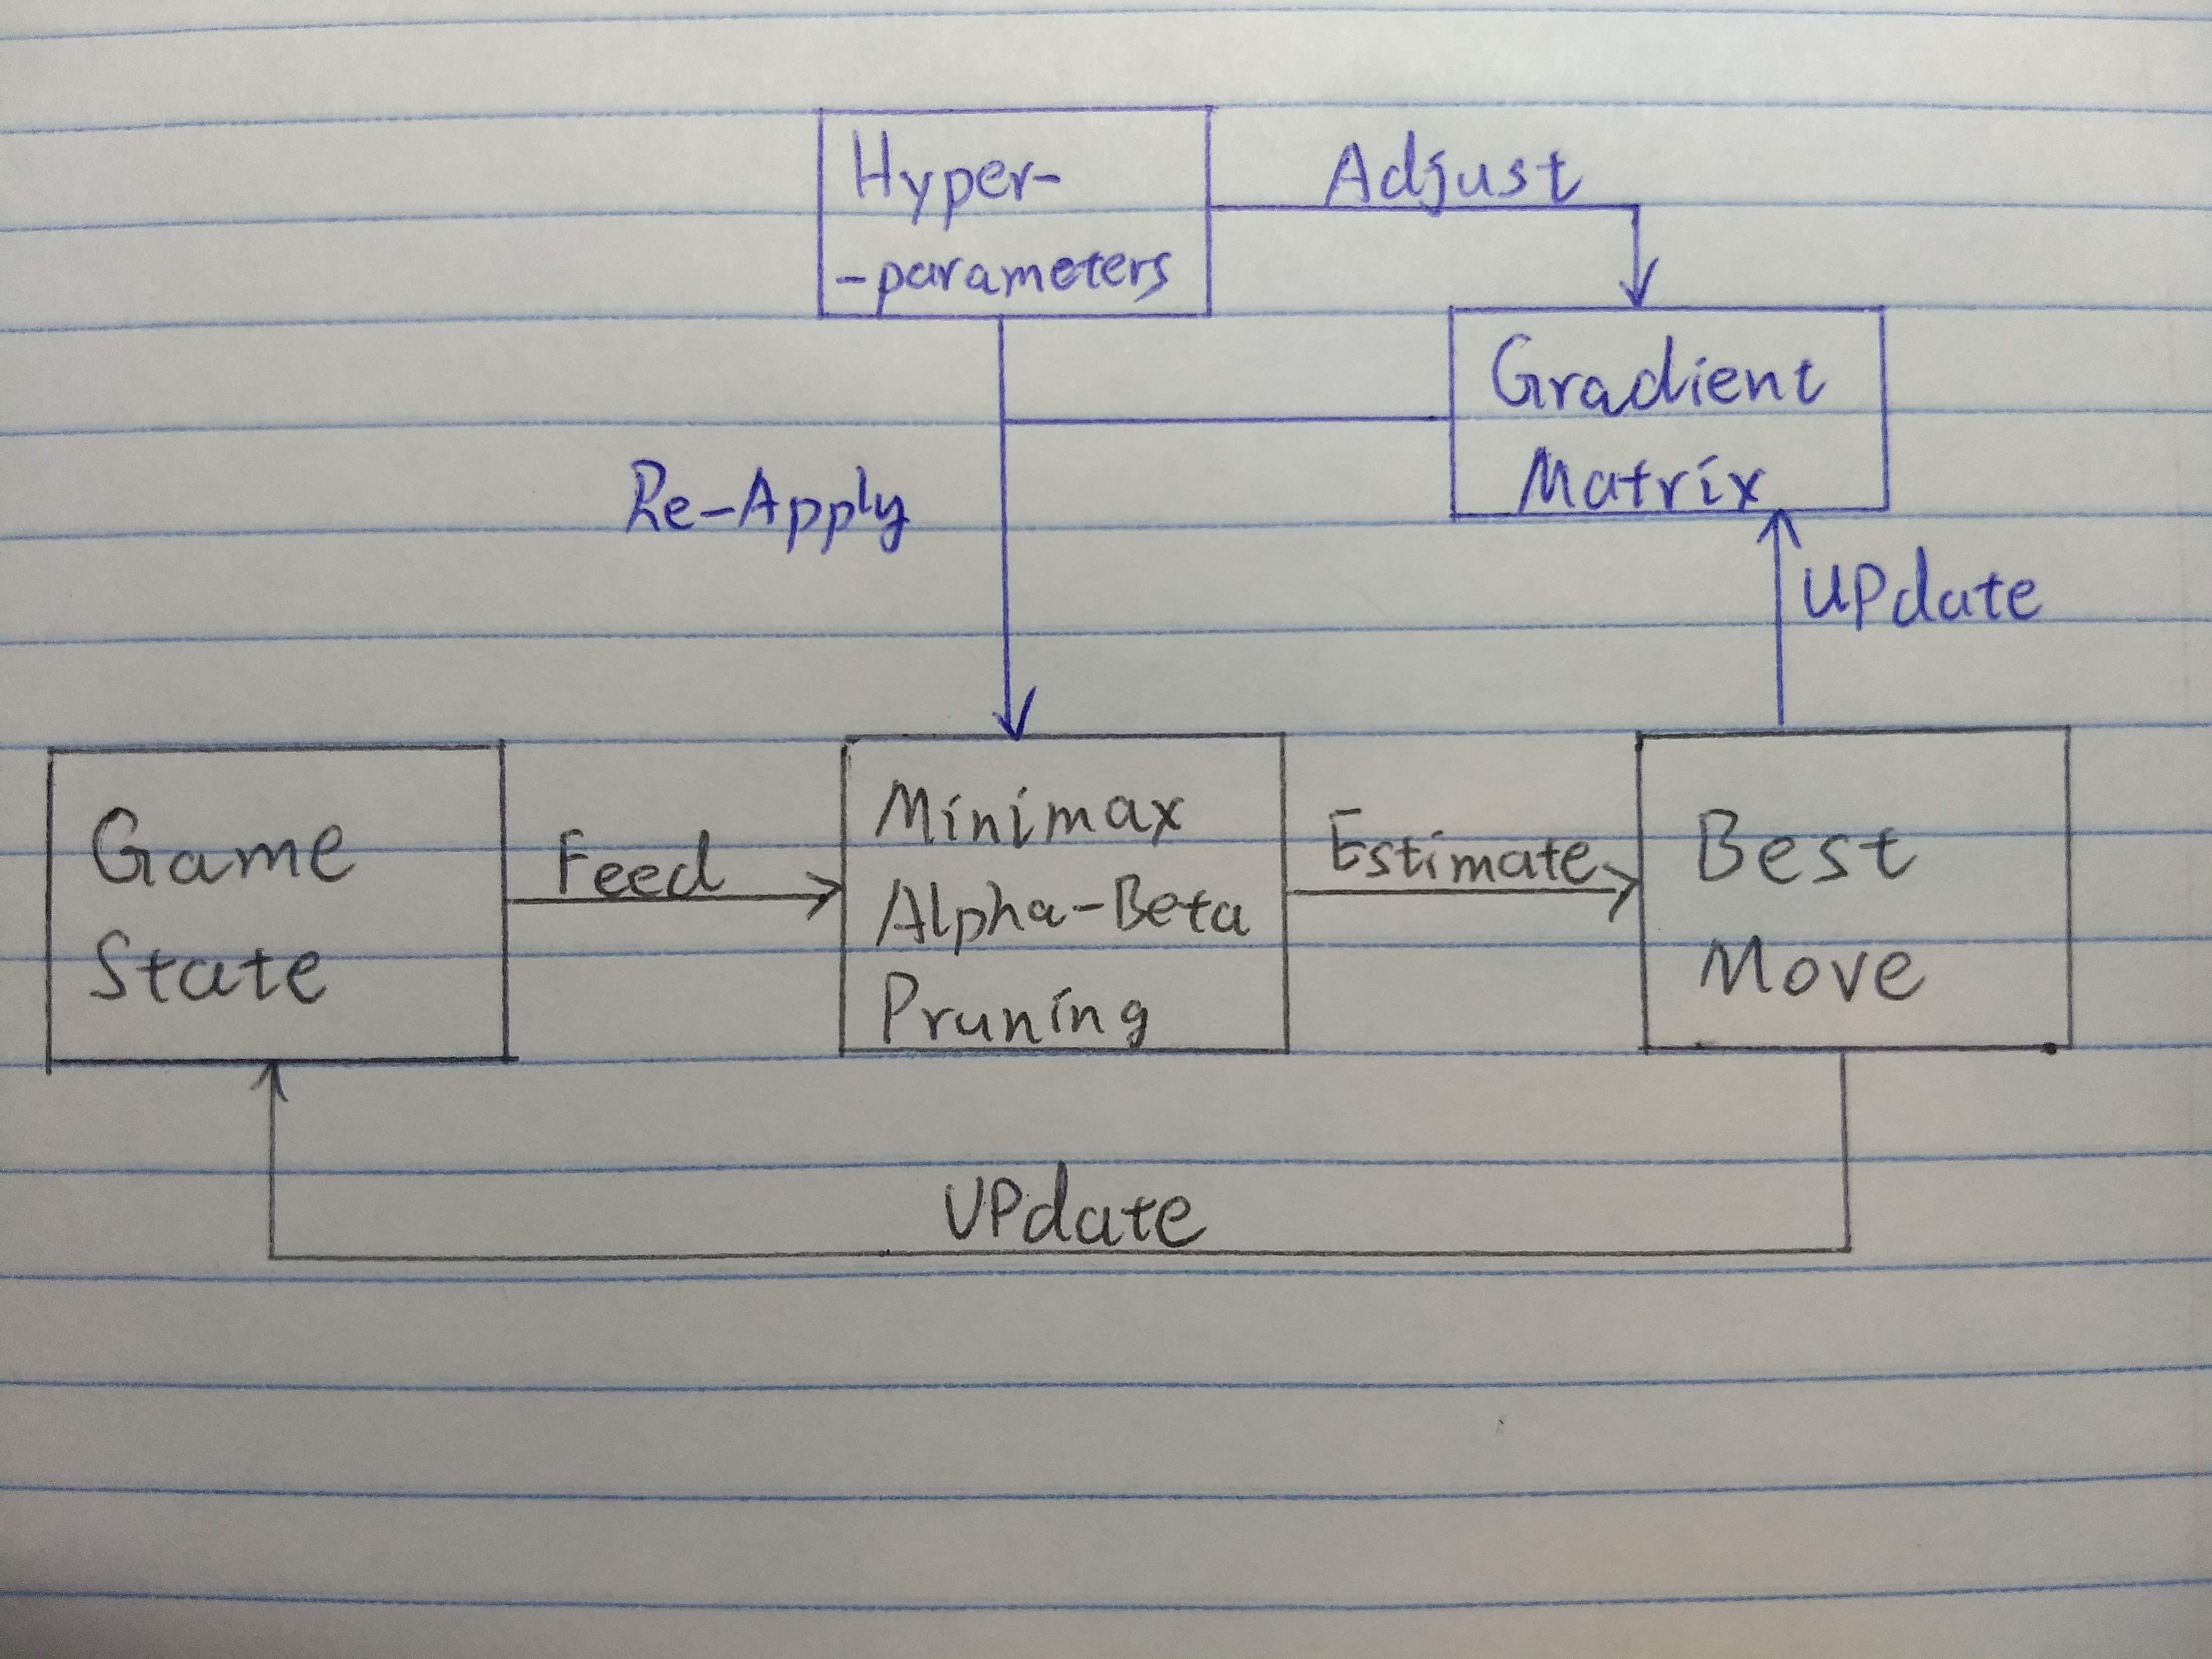 Hyper-
-parameters
Adjust
Gradient
Matrix
Re-Apply
UPdate
Game
State
Feed
Minimax
Alpha-Beta
Pruning
Estimate
Best
Move
UPdate